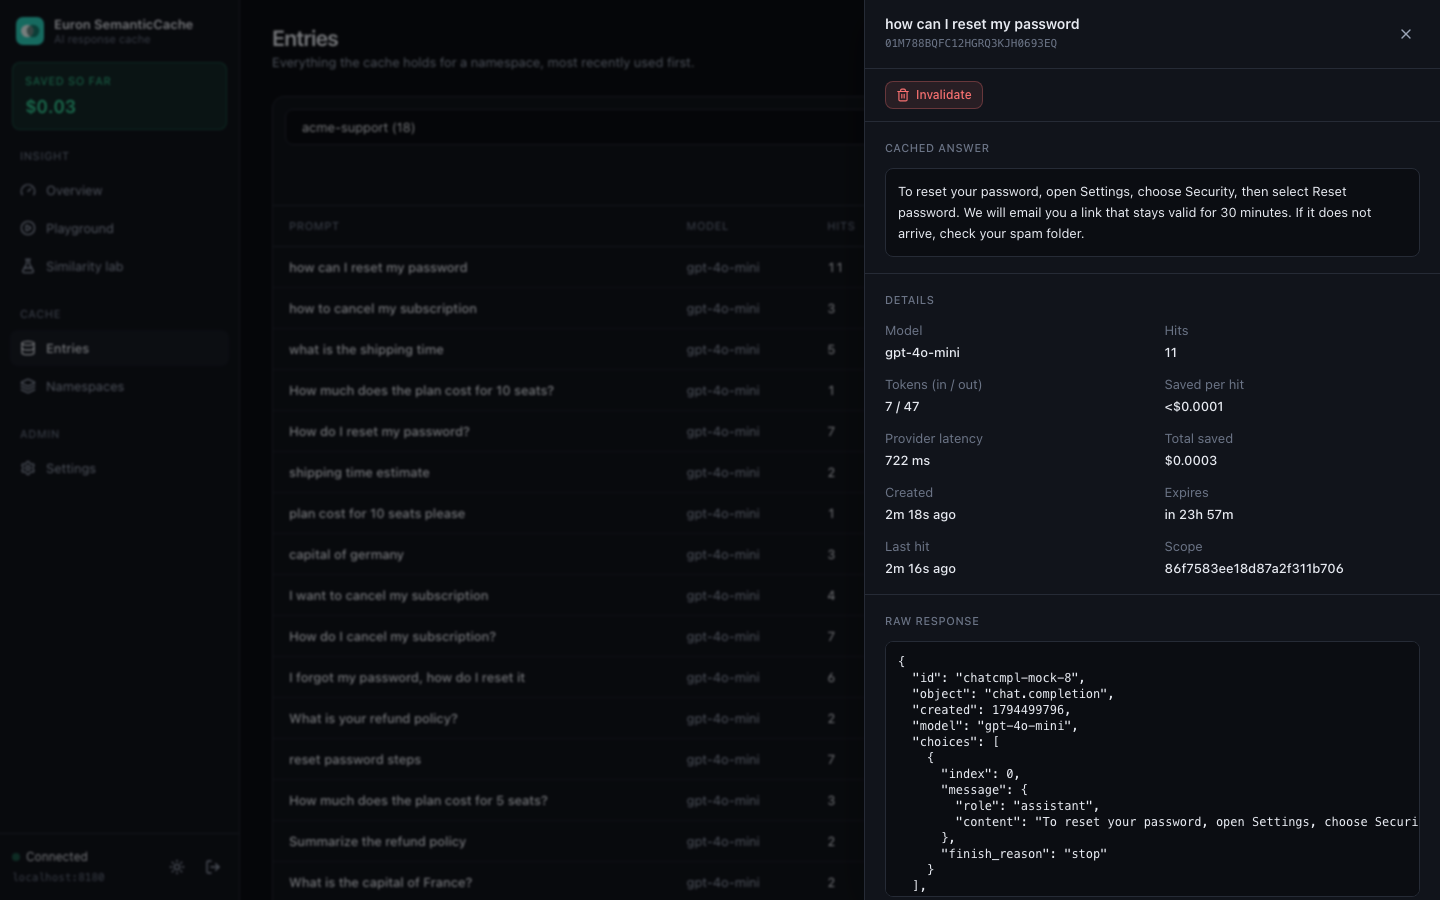 Euron SemanticCache
AI response cache
SAVED SO FAR
$0.03
INSIGHT
Overview
Playground
Similarity lab
CACHE
Entries
Namespaces
ADMIN
Settings
Connected
localhost:8180
Entries
Everything the cache holds for a namespace, most recently used first.
acme-support (18)
PROMPT MODEL HITS
how can I reset my password gpt-4o-mini 11
how to cancel my subscription gpt-4o-mini 3
what is the shipping time gpt-4o-mini 5
How much does the plan cost for 10 seats? gpt-4o-mini 1
How do I reset my password? gpt-4o-mini 7
shipping time estimate gpt-4o-mini 2
plan cost for 10 seats please gpt-4o-mini 1
capital of germany gpt-4o-mini 3
I want to cancel my subscription gpt-4o-mini 4
How do I cancel my subscription? gpt-4o-mini 7
I forgot my password, how do I reset it gpt-4o-mini 6
What is your refund policy? gpt-4o-mini 2
reset password steps gpt-4o-mini 7
How much does the plan cost for 5 seats? gpt-4o-mini 3
Summarize the refund policy gpt-4o-mini 2
What is the capital of France? gpt-4o-mini 2
how can I reset my password
01M788BQFC12HGRQ3KJH0693EQ
Invalidate
CACHED ANSWER
To reset your password, open Settings, choose Security, then select Reset
password. We will email you a link that stays valid for 30 minutes. If it does not
arrive, check your spam folder.
DETAILS
Model Hits
gpt-4o-mini 11
Tokens (in / out) Saved per hit
7 / 47 <$0.0001
Provider latency Total saved
722 ms $0.0003
Created Expires
2m 18s ago in 23h 57m
Last hit Scope
2m 16s ago 86f7583ee18d87a2f311b706
RAW RESPONSE
{
"id": "chatcmpl-mock-8",
"object": "chat.completion",
"created": 1794499796,
"model": "gpt-4o-mini",
"choices": [
{
"index": 0,
"message": {
"role": "assistant",
"content": "To reset your password, open Settings, choose Securi
},
"finish_reason": "stop"
}
],